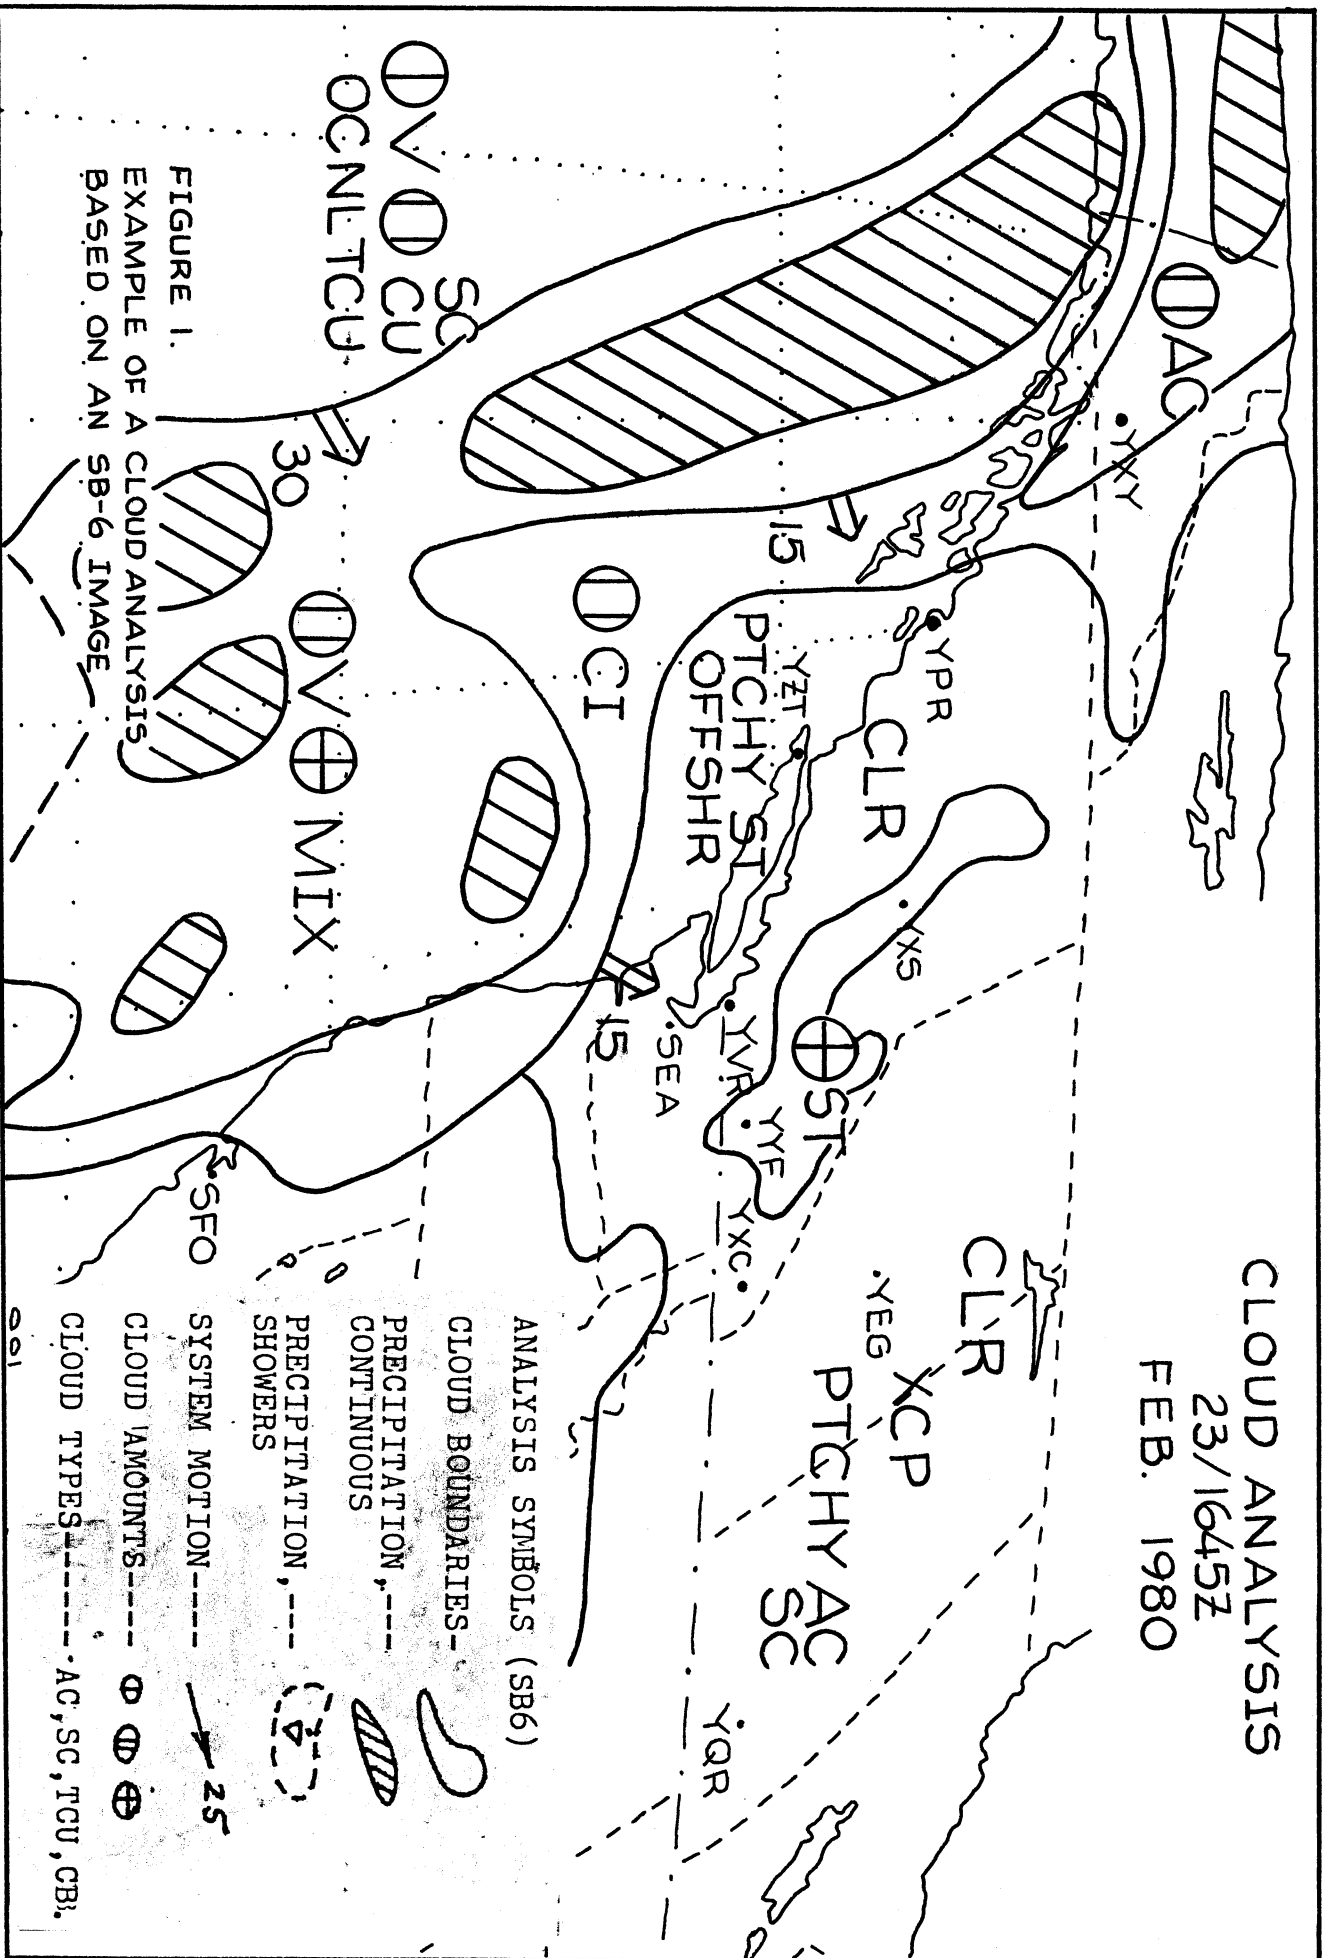 CLOUD ANALYSIS
23/1645Z
FEB. 1980
AC
YXY
YPR
CLR
YZT
PTCHY ST
OFFSHR
YXS
ST
CLR
YEG
XCP
PTCHY AC
SC
YQR
15
CI
15
SEA
YVR
YYF
YXC
SFO
V SC
CU
OCNL TCU
30
V MIX
FIGURE 1.
EXAMPLE OF A CLOUD ANALYSIS
BASED ON AN SB-6 IMAGE
ANALYSIS SYMBOLS (SB6)
CLOUD BOUNDARIES-
PRECIPITATION,---
CONTINUOUS
PRECIPITATION,---
SHOWERS
SYSTEM MOTION---- 25
CLOUD AMOUNTS----
CLOUD TYPES------ AC,SC,TCU,CB.
001